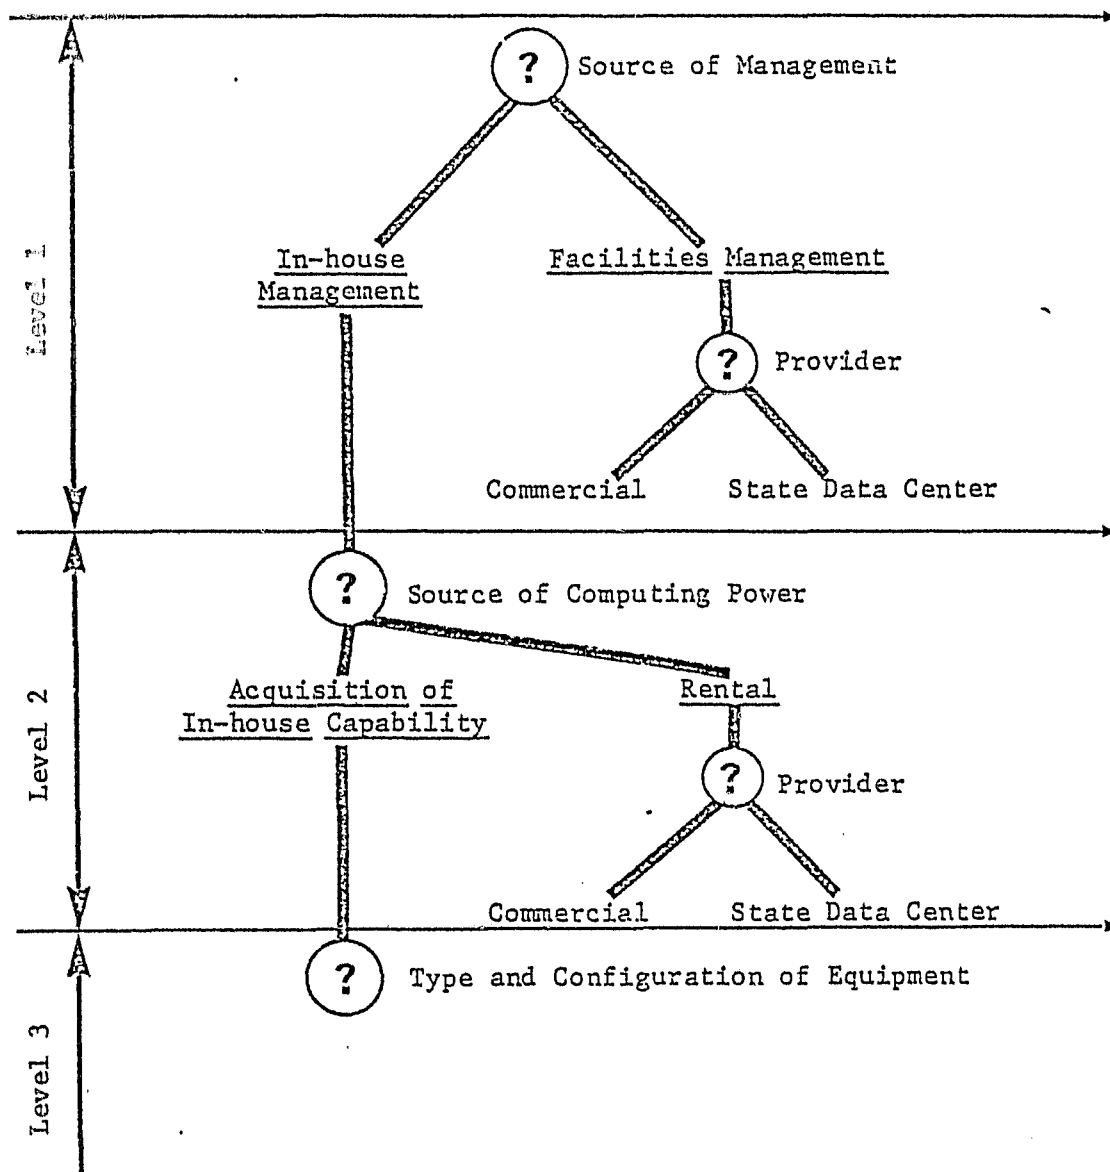 ? Source of Management
Level 1
In-house
Management
Facilities Management
? Provider
Commercial
State Data Center
? Source of Computing Power
Level 2
Acquisition of
In-house Capability
Rental
? Provider
Commercial
State Data Center
? Type and Configuration of Equipment
Level 3